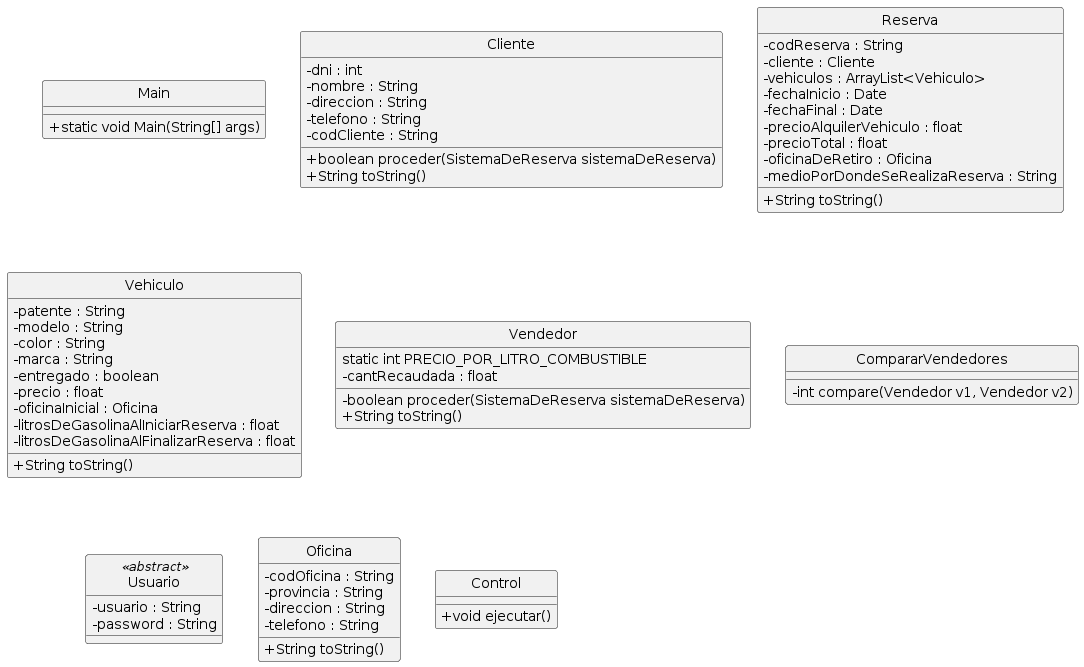 Main
+static void Main(String[] args)
Cliente
-dni : int
-nombre : String
-direccion : String
-telefono : String
-codCliente : String
+boolean proceder(SistemaDeReserva sistemaDeReserva)
+String toString()
Reserva
-codReserva : String
-cliente : Cliente
-vehiculos : ArrayList<Vehiculo>
-fechaInicio : Date
-fechaFinal : Date
-precioAlquilerVehiculo : float
-precioTotal : float
-oficinaDeRetiro : Oficina
-medioPorDondeSeRealizaReserva : String
+String toString()
Vehiculo
-patente : String
-modelo : String
-color : String
-marca : String
-entregado : boolean
-precio : float
-oficinaInicial : Oficina
-litrosDeGasolinaAlIniciarReserva : float
-litrosDeGasolinaAlFinalizarReserva : float
+String toString()
Vendedor
static int PRECIO_POR_LITRO_COMBUSTIBLE
-cantRecaudada : float
-boolean proceder(SistemaDeReserva sistemaDeReserva)
+String toString()
CompararVendedores
-int compare(Vendedor v1, Vendedor v2)
«abstract»
Usuario
-usuario : String
-password : String
Oficina
-codOficina : String
-provincia : String
-direccion : String
-telefono : String
+String toString()
Control
+void ejecutar()